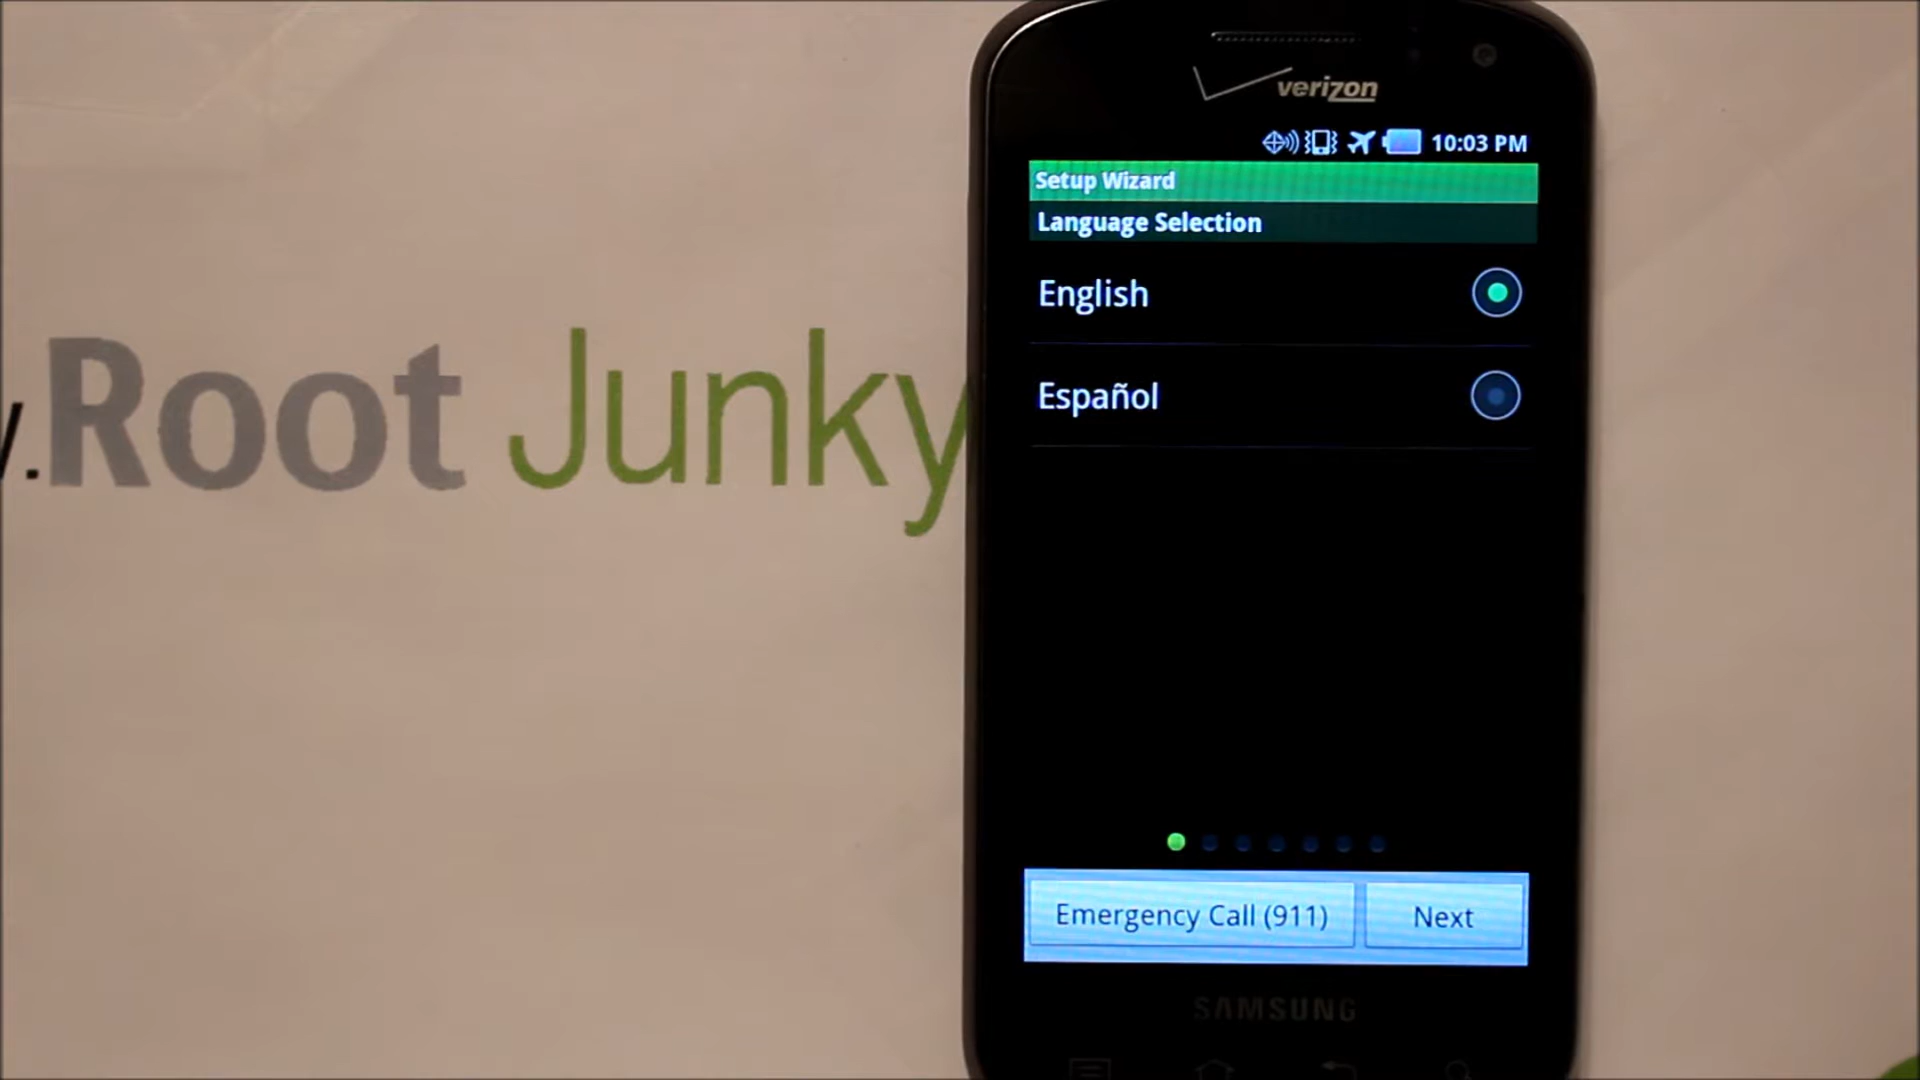 .Root Junky
verizon
10:03 PM
Setup Wizard
Language Selection
English
Español
Emergency Call (911)
Next
SAMSUNG